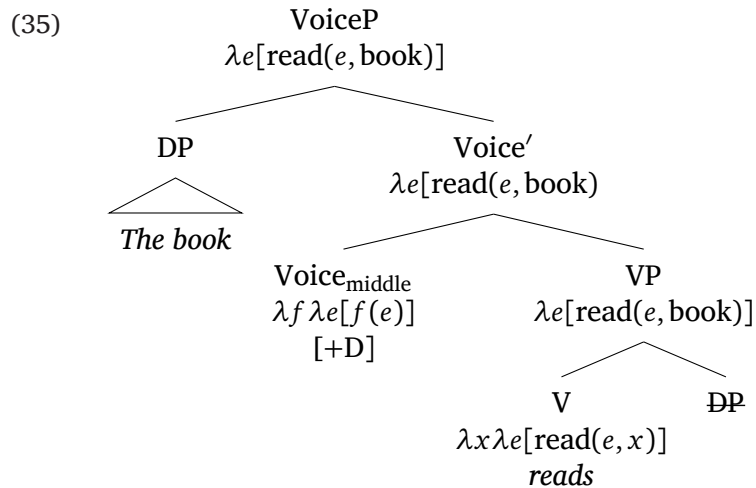 (35)
VoiceP
λe[read(e, book)]
DP
Voice′
λe[read(e, book)
The book
Voice_middle
VP
λf λe[f(e)]
λe[read(e, book)]
[+D]
V
DP
λxλe[read(e, x)]
reads